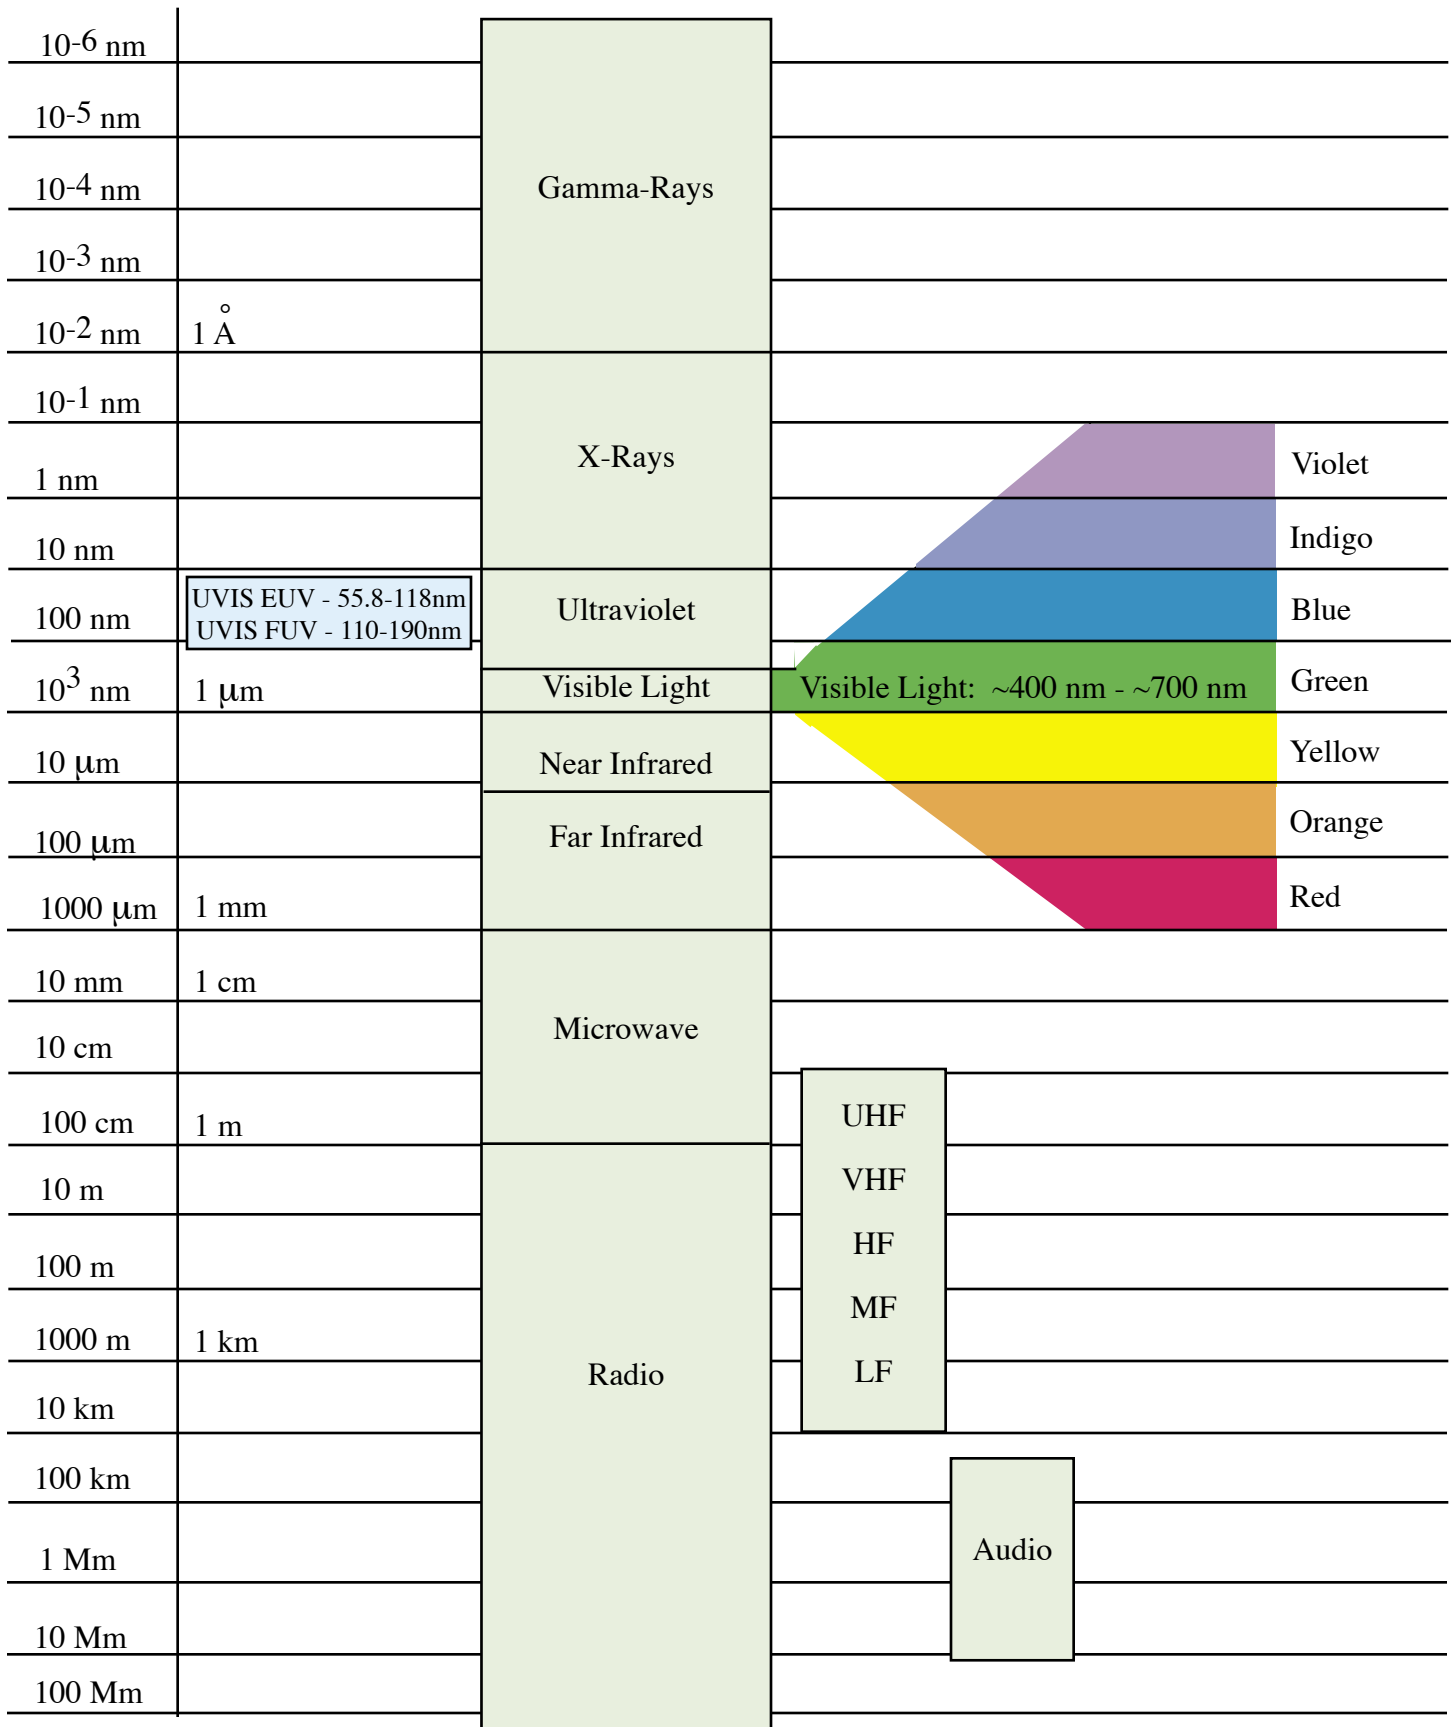 10-6 nm
10-5 nm
10-4 nm
Gamma-Rays
10-3 nm
10-2 nm
1 Å
10-1 nm
X-Rays
Violet
1 nm
Indigo
10 nm
UVIS EUV - 55.8-118nm
UVIS FUV - 110-190nm
100 nm
Ultraviolet
Blue
10³ nm
1 μm
Visible Light
Visible Light: ~400 nm - ~700 nm
Green
10 μm
Near Infrared
Yellow
100 μm
Far Infrared
Orange
1000 μm
1 mm
Red
10 mm
1 cm
Microwave
10 cm
100 cm
1 m
UHF
10 m
VHF
100 m
HF
1000 m
1 km
MF
Radio
LF
10 km
100 km
1 Mm
Audio
10 Mm
100 Mm